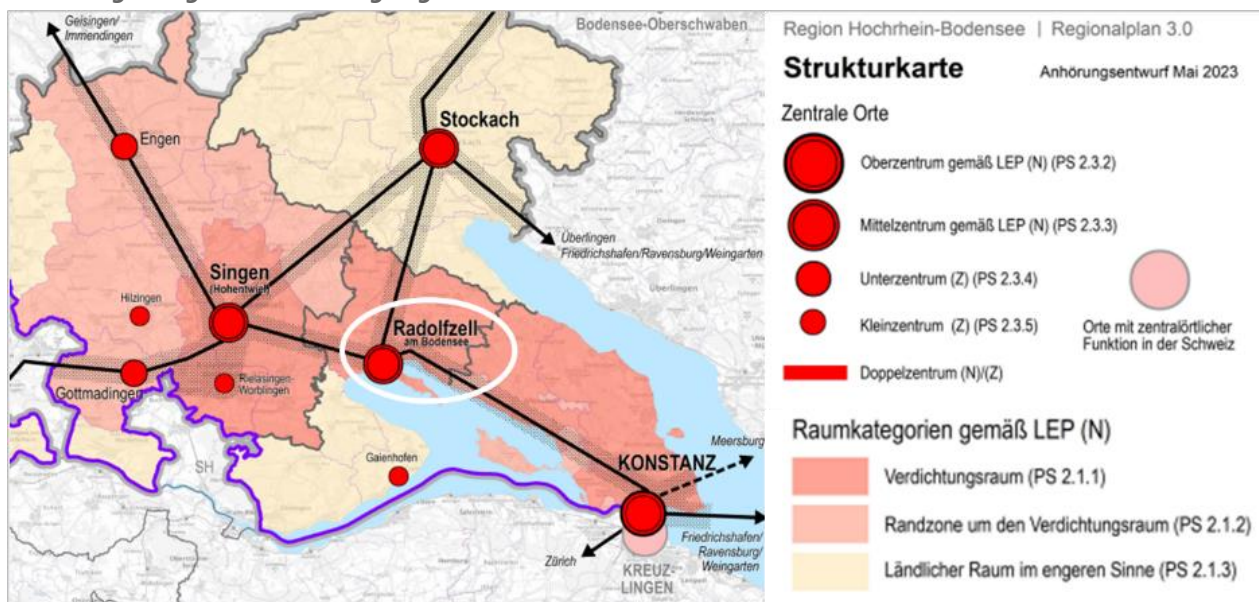 Geisingen/
Immendingen
Bodensee-Oberschwaben
Engen
Stockach
Überlingen
Friedrichshafen/Ravensburg/Weingarten
Singen
(Hohentwiel)
Hilzingen
Überlingen
Radolfzell
am Bodensee
Gottmadingen
Rielasingen-
Worblingen
Meersburg
SH
Gaienhofen
KONSTANZ
Zürich
Friedrichshafen/
Ravensburg/
Weingarten
KREUZ-
LINGEN
Region Hochrhein-Bodensee | Regionalplan 3.0
Strukturkarte Anhörungsentwurf Mai 2023
Zentrale Orte
Oberzentrum gemäß LEP (N) (PS 2.3.2)
Mittelzentrum gemäß LEP (N) (PS 2.3.3)
Unterzentrum (Z) (PS 2.3.4)
Kleinzentrum (Z) (PS 2.3.5)
Orte mit zentralörtlicher
Funktion in der Schweiz
Doppelzentrum (N)/(Z)
Raumkategorien gemäß LEP (N)
Verdichtungsraum (PS 2.1.1)
Randzone um den Verdichtungsraum (PS 2.1.2)
Ländlicher Raum im engeren Sinne (PS 2.1.3)